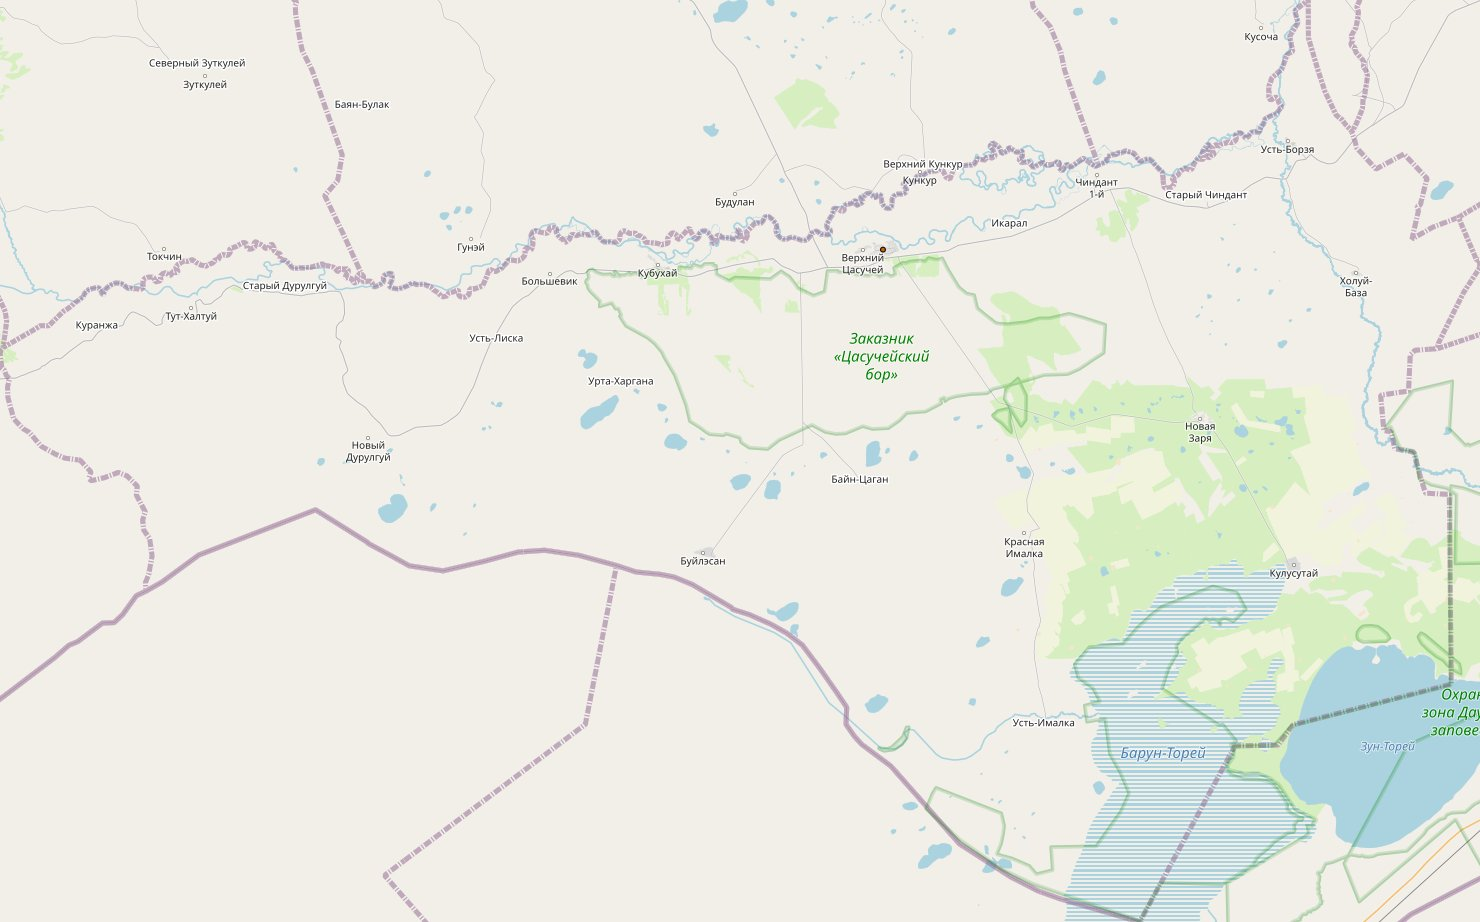 Кусоча
Северный Зуткулей
Зуткулей
Баян-Булак
Усть-Борзя
Верхний Кункур
Кункур
Чиндант
1-й
Старый Чиндант
Будулан
Икарал
Гунэй
Токчин
Верхний
Цасучей
Кубухай
Большевик
Старый Дурулгуй
Холуй-
База
Тут-Халтуй
Куранжа
Усть-Лиска
Заказник
«Цасучейский
бор»
Урта-Харгана
Новая
Заря
Новый
Дурулгуй
Байн-Цаган
Красная
Ималка
Буйлэсан
Кулусутай
Охран
зона Дау
запове
Усть-Ималка
Зун-Торей
Барун-Торей